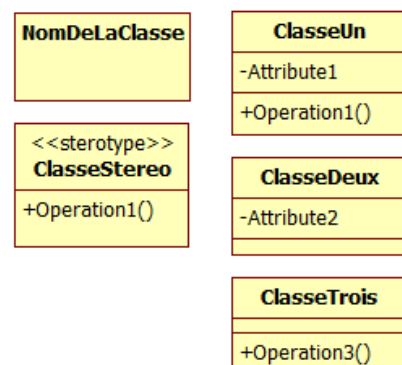 NomDeLaClasse
<<sterotype>>
ClasseStereo
+Operation1()
ClasseUn
-Attribute1
+Operation1()
ClasseDeux
-Attribute2
ClasseTrois
+Operation3()